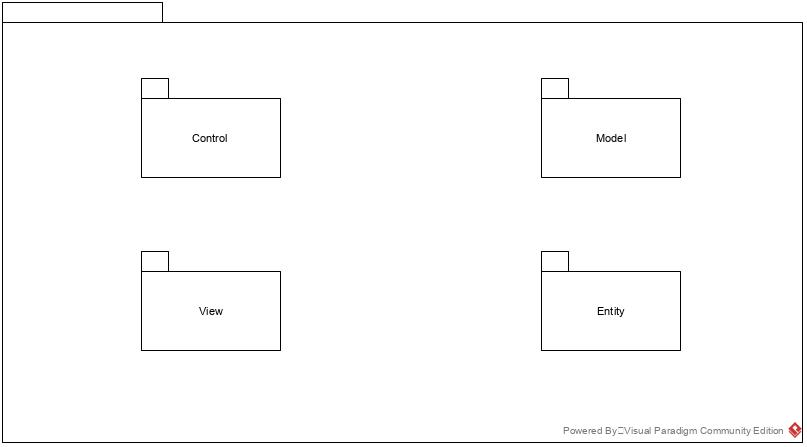 Control
Model
View
Entity
Powered By Visual Paradigm Community Edition